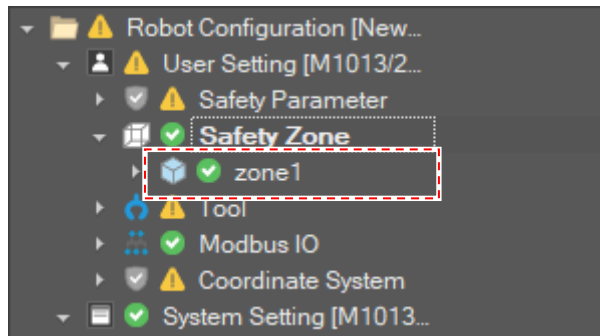 Robot Configuration [New...
User Setting [M1013/2...
Safety Parameter
Safety Zone
zone1
Tool
Modbus IO
Coordinate System
System Setting [M1013...